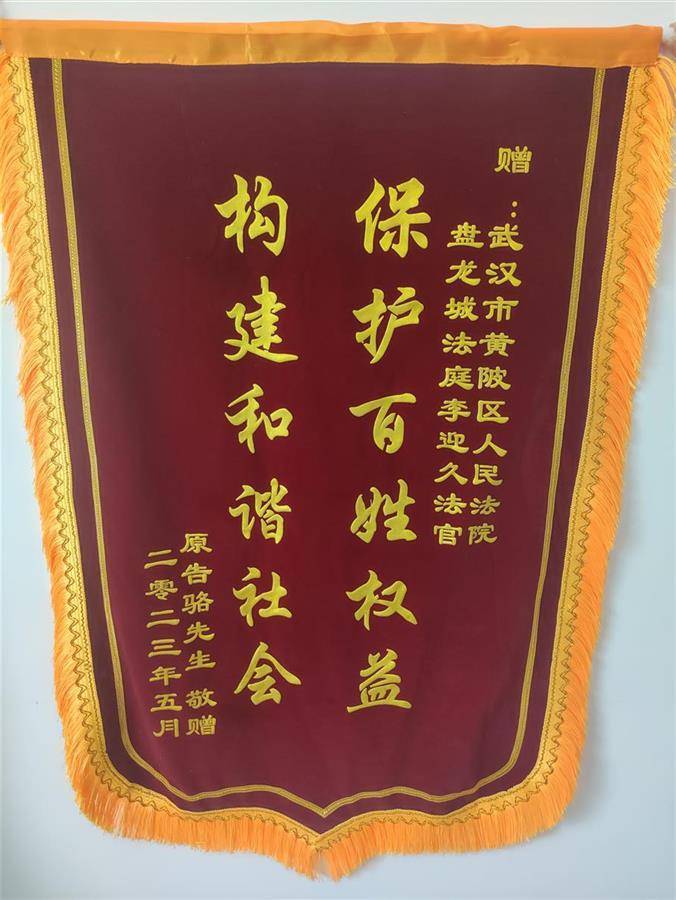 赠：武汉市黄陂区人民法院
盘龙城法庭李迎久法官
保护百姓权益
构建和谐社会
原告骆先生 敬赠
二零二三年五月